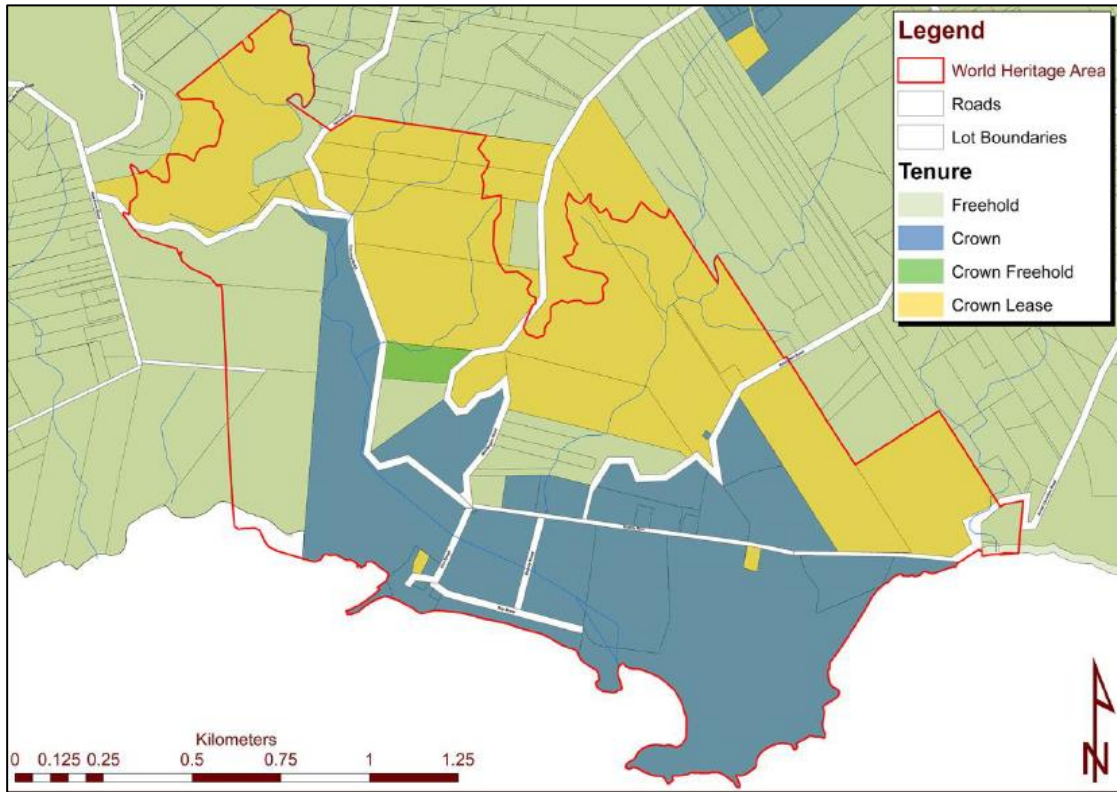 Legend
World Heritage Area
Roads
Lot Boundaries
Tenure
Freehold
Crown
Crown Freehold
Crown Lease
Kilometers
0 0.125 0.25 0.5 0.75 1 1.25
N